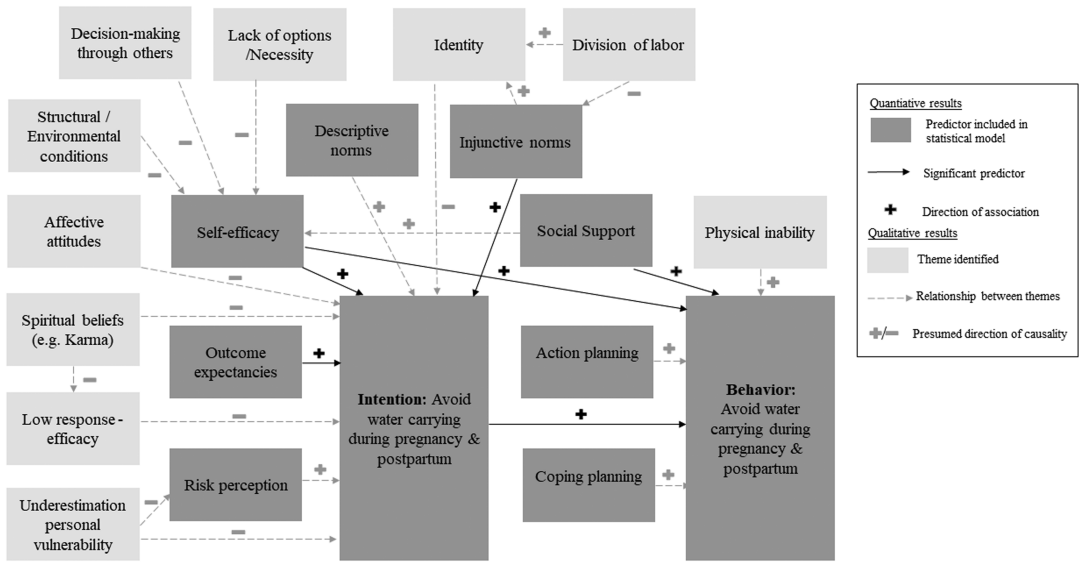 Decision-making
through others
Lack of options
/Necessity
Identity
Division of labor
Structural /
Environmental
conditions
Descriptive
norms
Injunctive norms
Affective
attitudes
Self-efficacy
Social Support
Physical inability
Spiritual beliefs
(e.g. Karma)
Outcome
expectancies
Action planning
Intention: Avoid
water carrying
during pregnancy &
postpartum
Behavior:
Avoid water
carrying during
pregnancy &
postpartum
Low response -
efficacy
Risk perception
Coping planning
Underestimation
personal
vulnerability
Quantiative results
Predictor included in
statistical model
Significant predictor
Direction of association
Qualitative results
Theme identified
Relationship between themes
+/− Presumed direction of causality